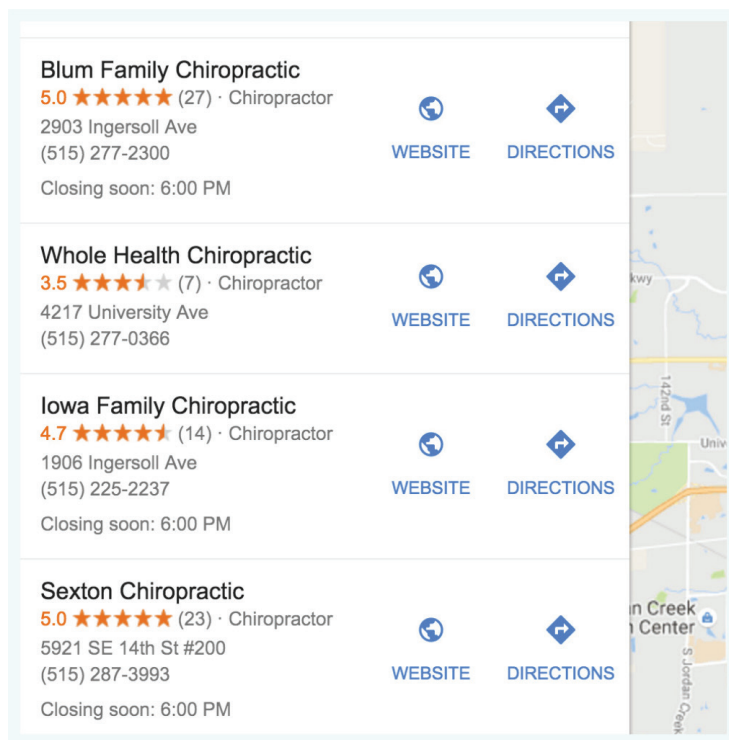 Blum Family Chiropractic
5.0 ★★★★★ (27) · Chiropractor
2903 Ingersoll Ave
(515) 277-2300
WEBSITE DIRECTIONS
Closing soon: 6:00 PM
Whole Health Chiropractic
3.5 (7) · Chiropractor
4217 University Ave
(515) 277-0366
WEBSITE DIRECTIONS
Iowa Family Chiropractic
4.7 (14) · Chiropractor
1906 Ingersoll Ave
(515) 225-2237
WEBSITE DIRECTIONS
Closing soon: 6:00 PM
Sexton Chiropractic
5.0 ★★★★★ (23) · Chiropractor
5921 SE 14th St #200
(515) 287-3993
WEBSITE DIRECTIONS
Closing soon: 6:00 PM
kwy
142nd St
Univ
n Creek
Center
S Jordan Creek